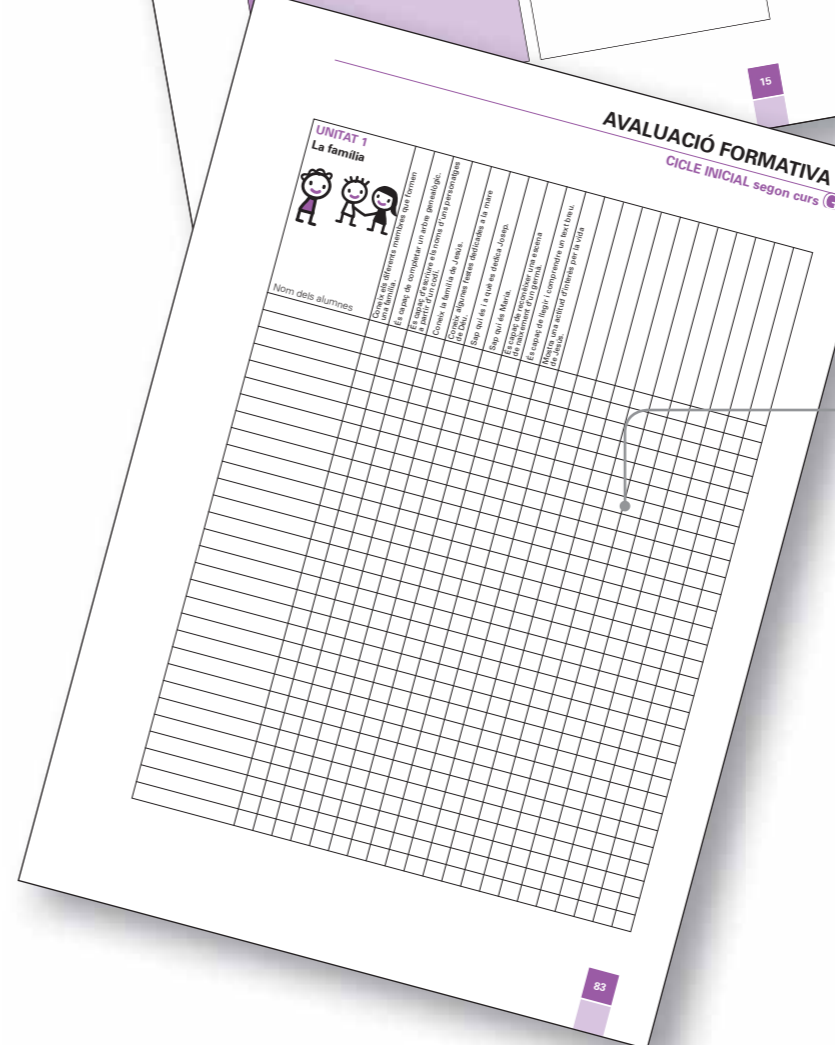 15
AVALUACIÓ FORMATIVA
CICLE INICIAL segon curs
UNITAT 1
La família
Nom dels alumnes
Coneix els diferents membres que formen
una família.
És capaç de completar un arbre genealògic.
És capaç d'escriure els noms d'uns personatges
a partir d'un codi.
Coneix la família de Jesús.
Coneix algunes festes dedicades a la mare
de Déu.
Sap qui és i a què es dedica Josep.
Sap qui és Maria.
És capaç de reconèixer una escena
de naixement d'un germà.
És capaç de llegir i comprendre un text breu.
Mostra una actitud d'interès per la vida
de Jesús.
83